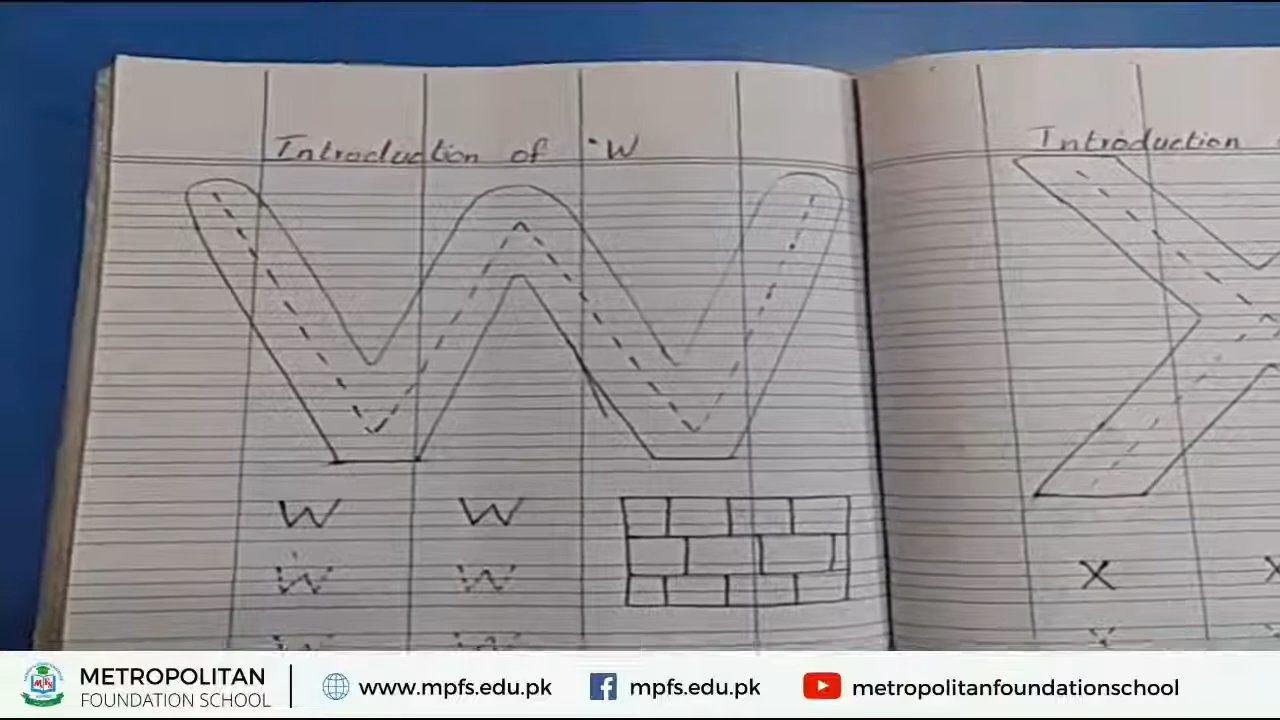 Introduction of W
W W
W W
Introduction
X
METROPOLITAN
FOUNDATION SCHOOL
www.mpfs.edu.pk
mpfs.edu.pk
metropolitanfoundationschool